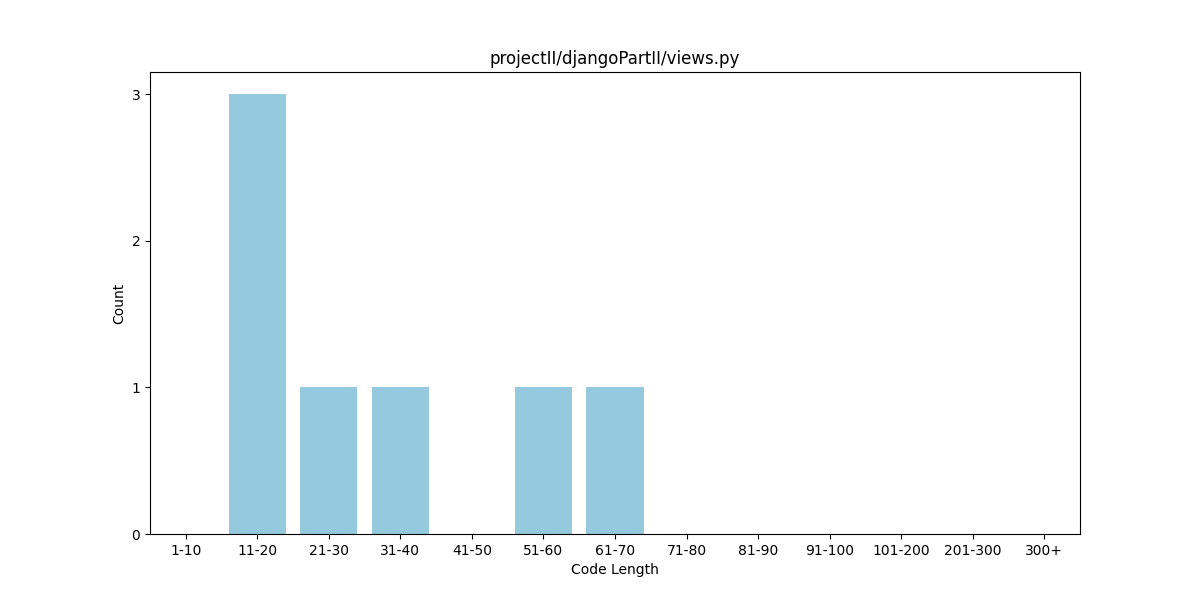 projectII/djangoPartII/views.py
3
2
1
0
Count
1-10 11-20 21-30 31-40 41-50 51-60 61-70 71-80 81-90 91-100 101-200 201-300 300+
Code Length